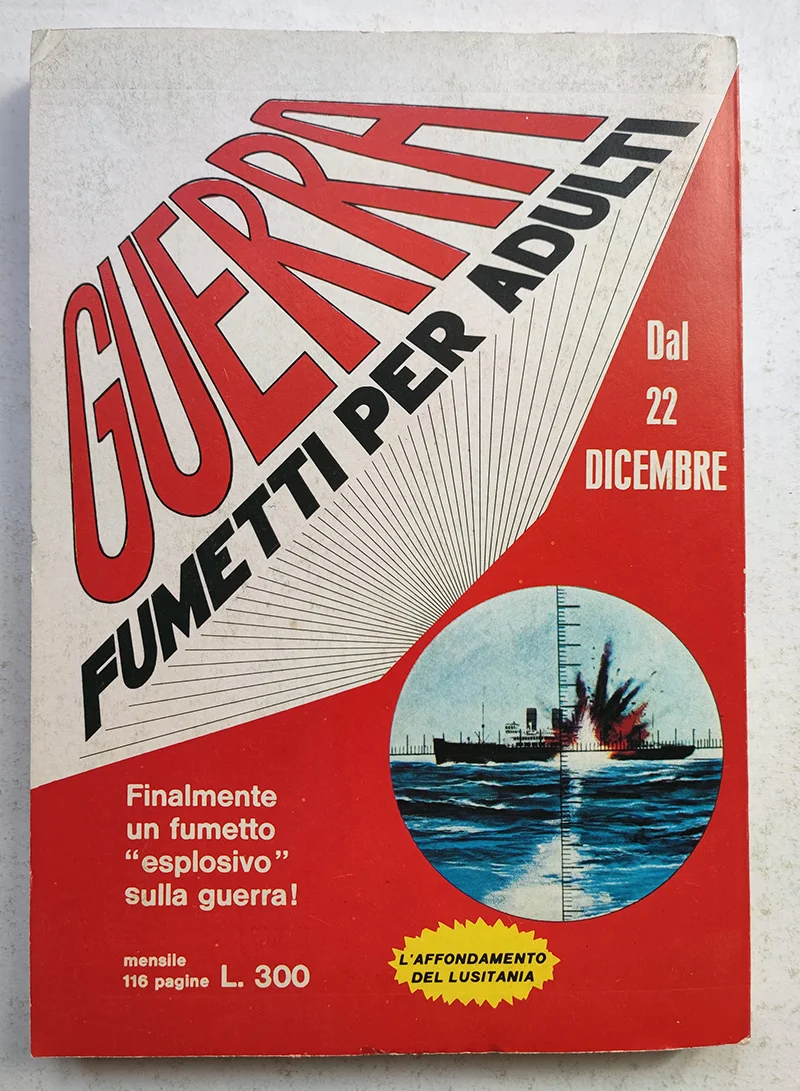 GUERRA
FUMETTI PER ADULTI
Dal
22
DICEMBRE
Finalmente
un fumetto
“esplosivo”
sulla guerra!
mensile
116 pagine L. 300
L'AFFONDAMENTO
DEL LUSITANIA